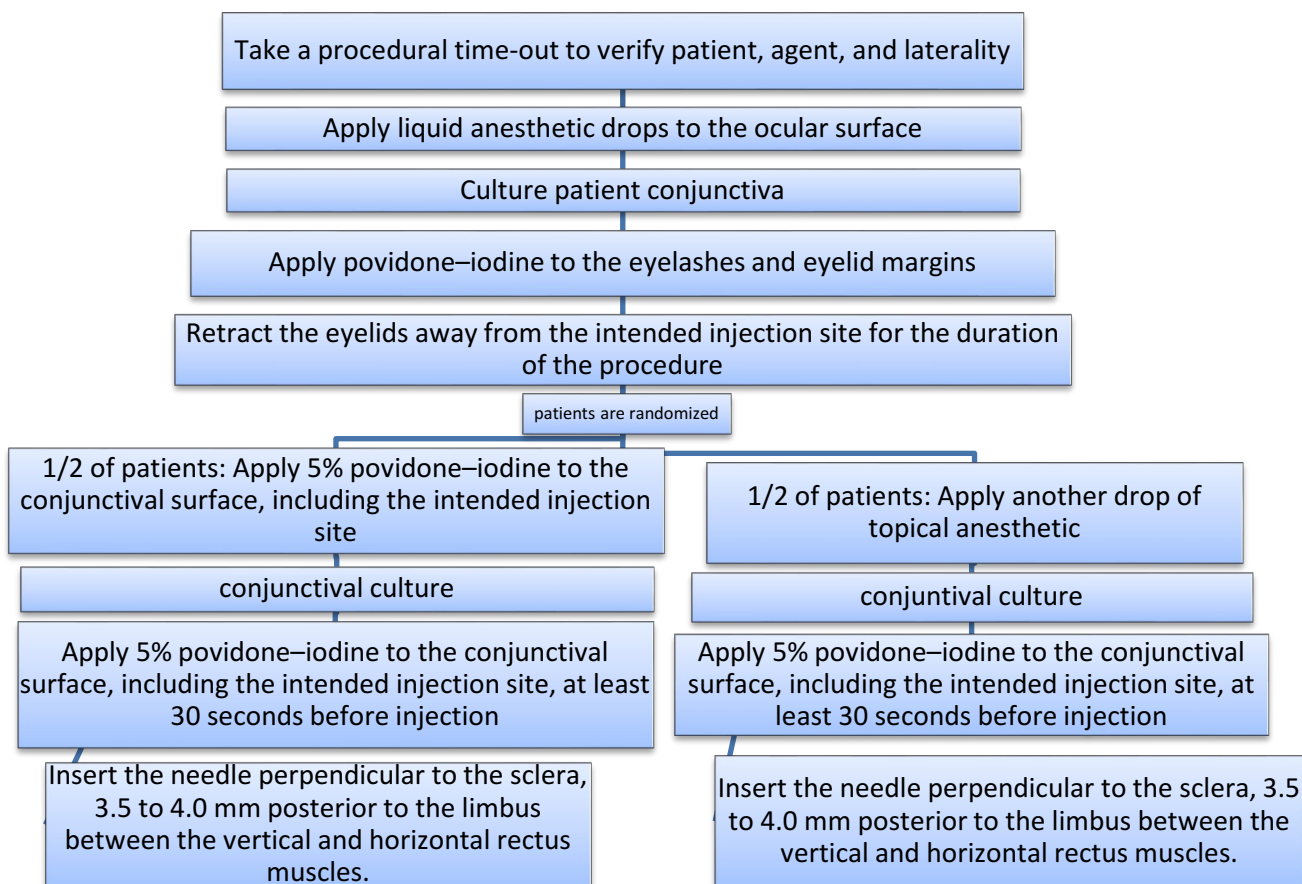 Take a procedural time-out to verify patient, agent, and laterality
Apply liquid anesthetic drops to the ocular surface
Culture patient conjunctiva
Apply povidone–iodine to the eyelashes and eyelid margins
Retract the eyelids away from the intended injection site for the duration
of the procedure
patients are randomized
1/2 of patients: Apply 5% povidone–iodine to the
conjunctival surface, including the intended injection
site
conjunctival culture
Apply 5% povidone–iodine to the conjunctival
surface, including the intended injection site, at least
30 seconds before injection
Insert the needle perpendicular to the sclera,
3.5 to 4.0 mm posterior to the limbus
between the vertical and horizontal rectus
muscles.
1/2 of patients: Apply another drop of
topical anesthetic
conjuntival culture
Apply 5% povidone–iodine to the conjunctival
surface, including the intended injection site, at
least 30 seconds before injection
Insert the needle perpendicular to the sclera, 3.5
to 4.0 mm posterior to the limbus between the
vertical and horizontal rectus muscles.